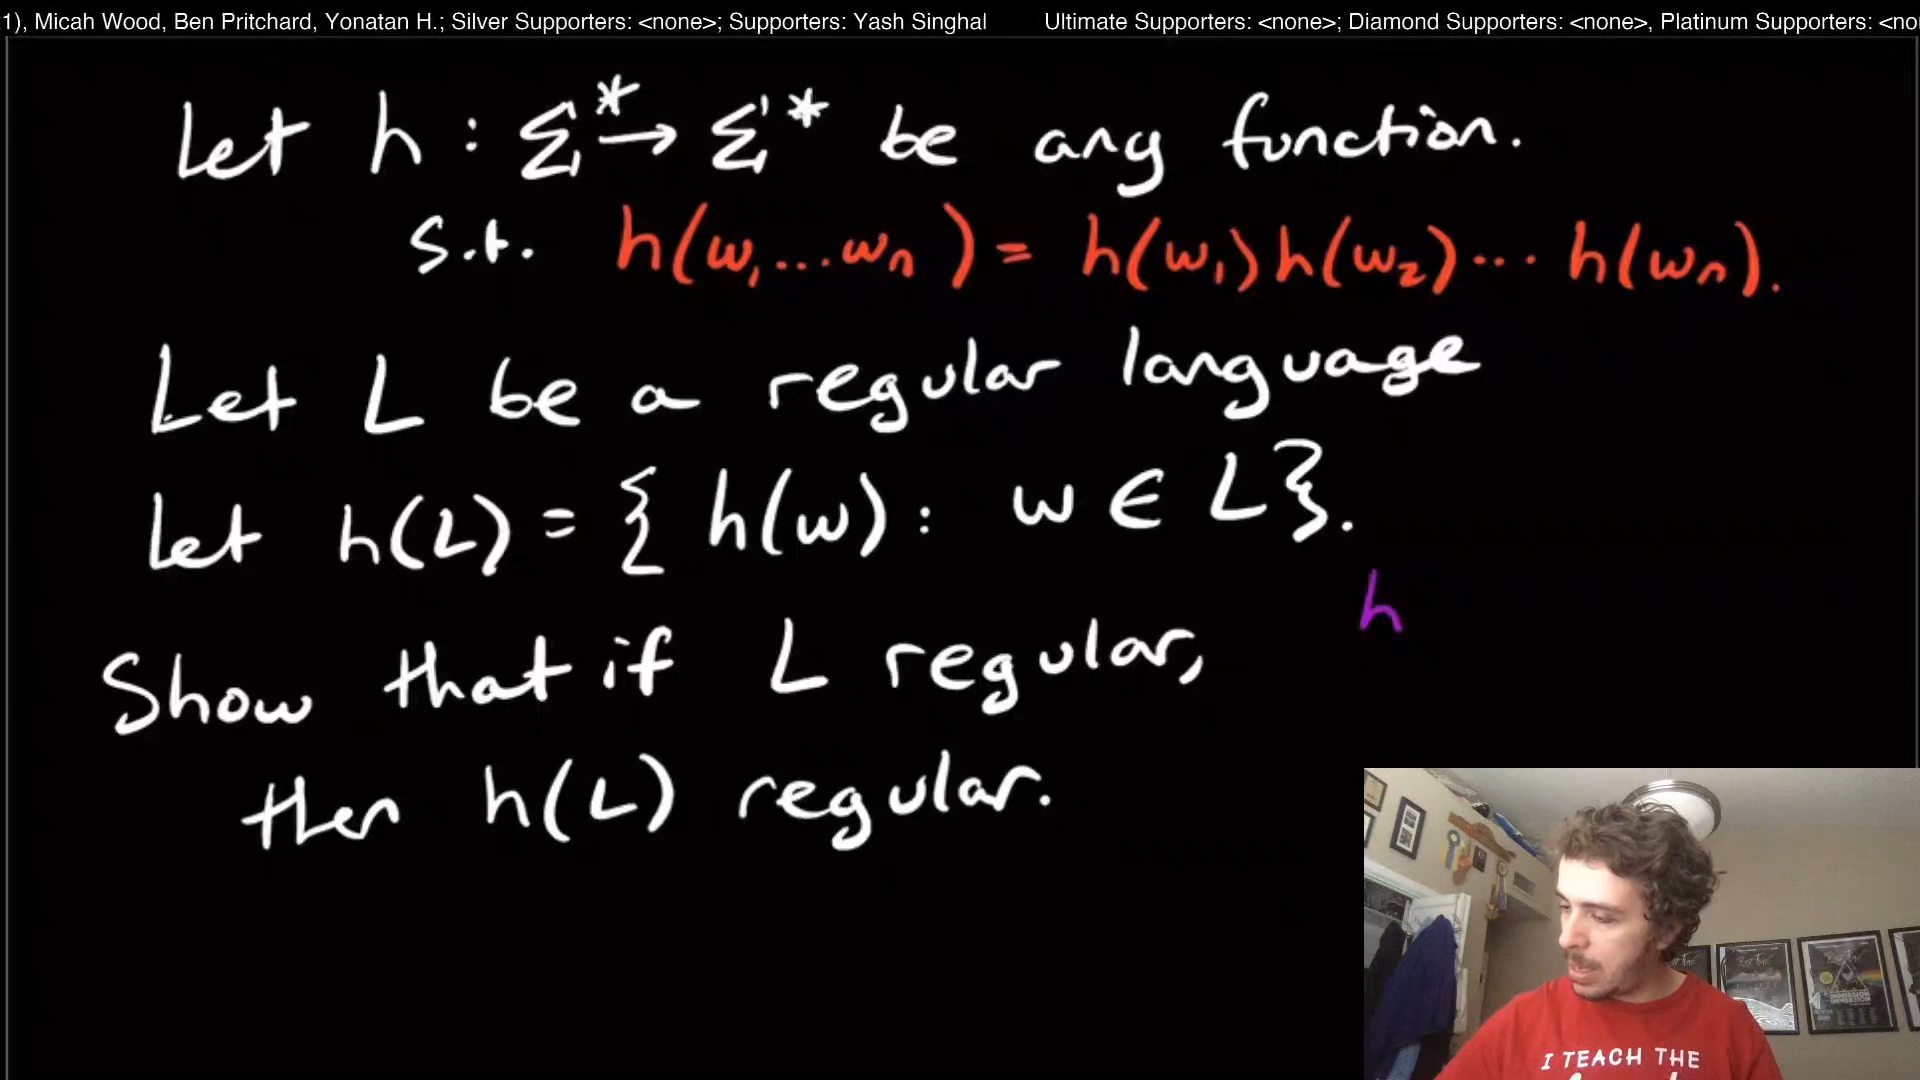 1), Micah Wood, Ben Pritchard, Yonatan H.; Silver Supporters: <none>; Supporters: Yash Singhal Ultimate Supporters: <none>; Diamond Supporters: <none>, Platinum Supporters: <no
Let h : Σ* → Σ* be any function.
s.t. h(w₁...wₙ) = h(w₁)h(w₂)··· h(wₙ).
Let L be a regular language
Let h(L) = { h(w) : w ∈ L}.
h
Show that if L regular,
then h(L) regular.
I TEACH THE